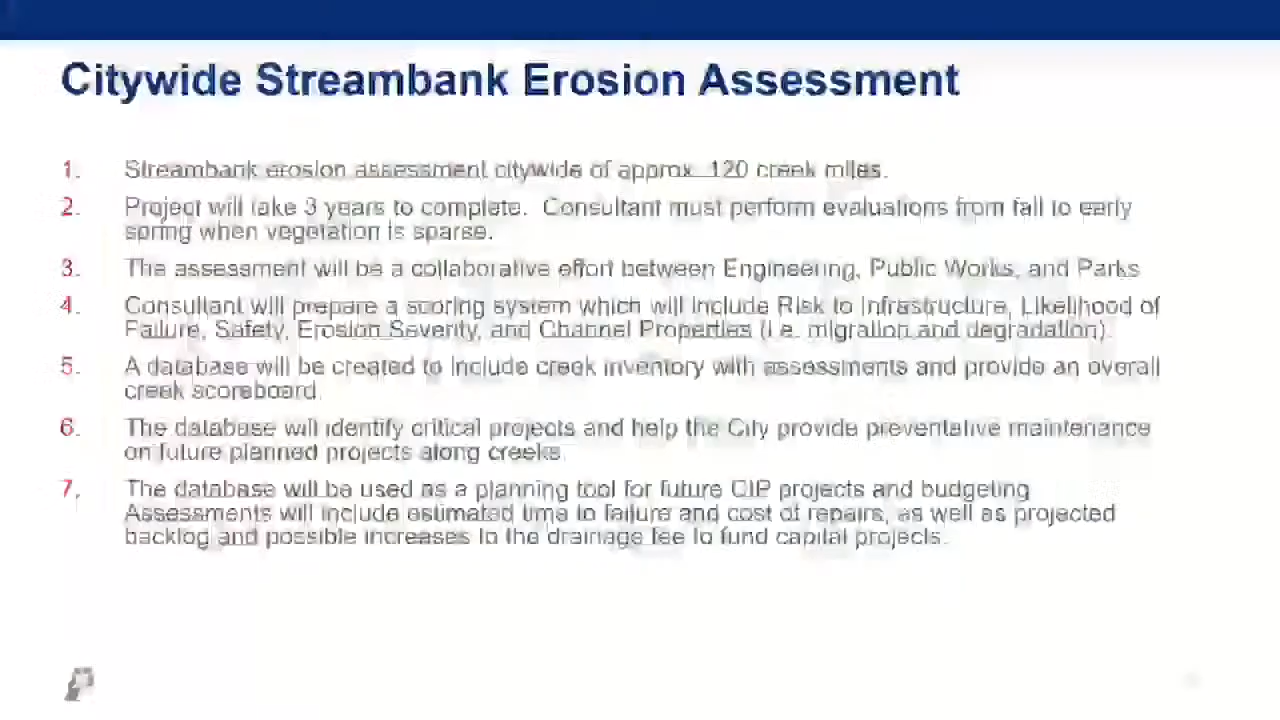 Citywide Streambank Erosion Assessment
1. Streambank erosion assessment citywide of approx. 120 creek miles.
2. Project will take 3 years to complete. Consultant must perform evaluations from fall to early
spring when vegetation is sparse.
3. The assessment will be a collaborative effort between Engineering, Public Works, and Parks
4. Consultant will prepare a scoring system which will include Risk to Infrastructure, Likelihood of
Failure, Safety, Erosion Severity, and Channel Properties (i.e. migration and degradation).
5. A database will be created to include creek inventory with assessments and provide an overall
creek scoreboard.
6. The database will identify critical projects and help the City provide preventative maintenance
on future planned projects along creeks.
7. The database will be used as a planning tool for future CIP projects and budgeting
Assessments will include estimated time to failure and cost of repairs, as well as projected
backlog and possible increases to the drainage fee to fund capital projects.